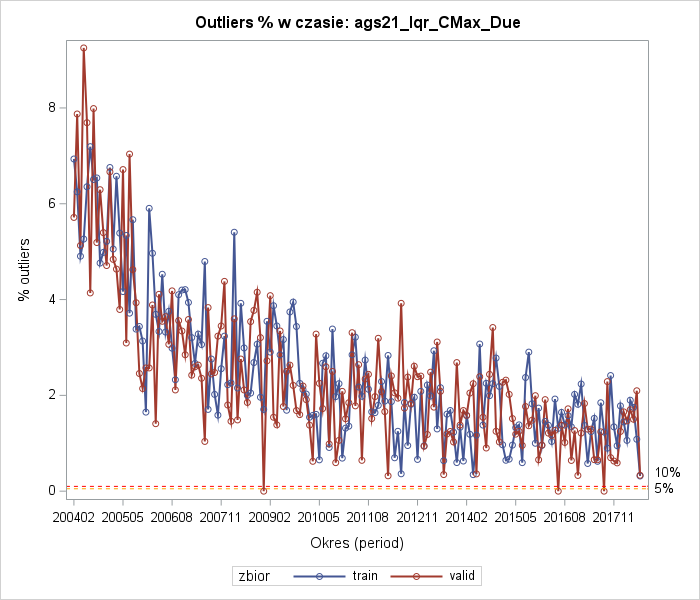 Outliers % w czasie: ags21_Iqr_CMax_Due
% outliers
8
6
4
2
0
10%
5%
200402 200505 200608 200711 200902 201005 201108 201211 201402 201505 201608 201711
Okres (period)
zbior train valid